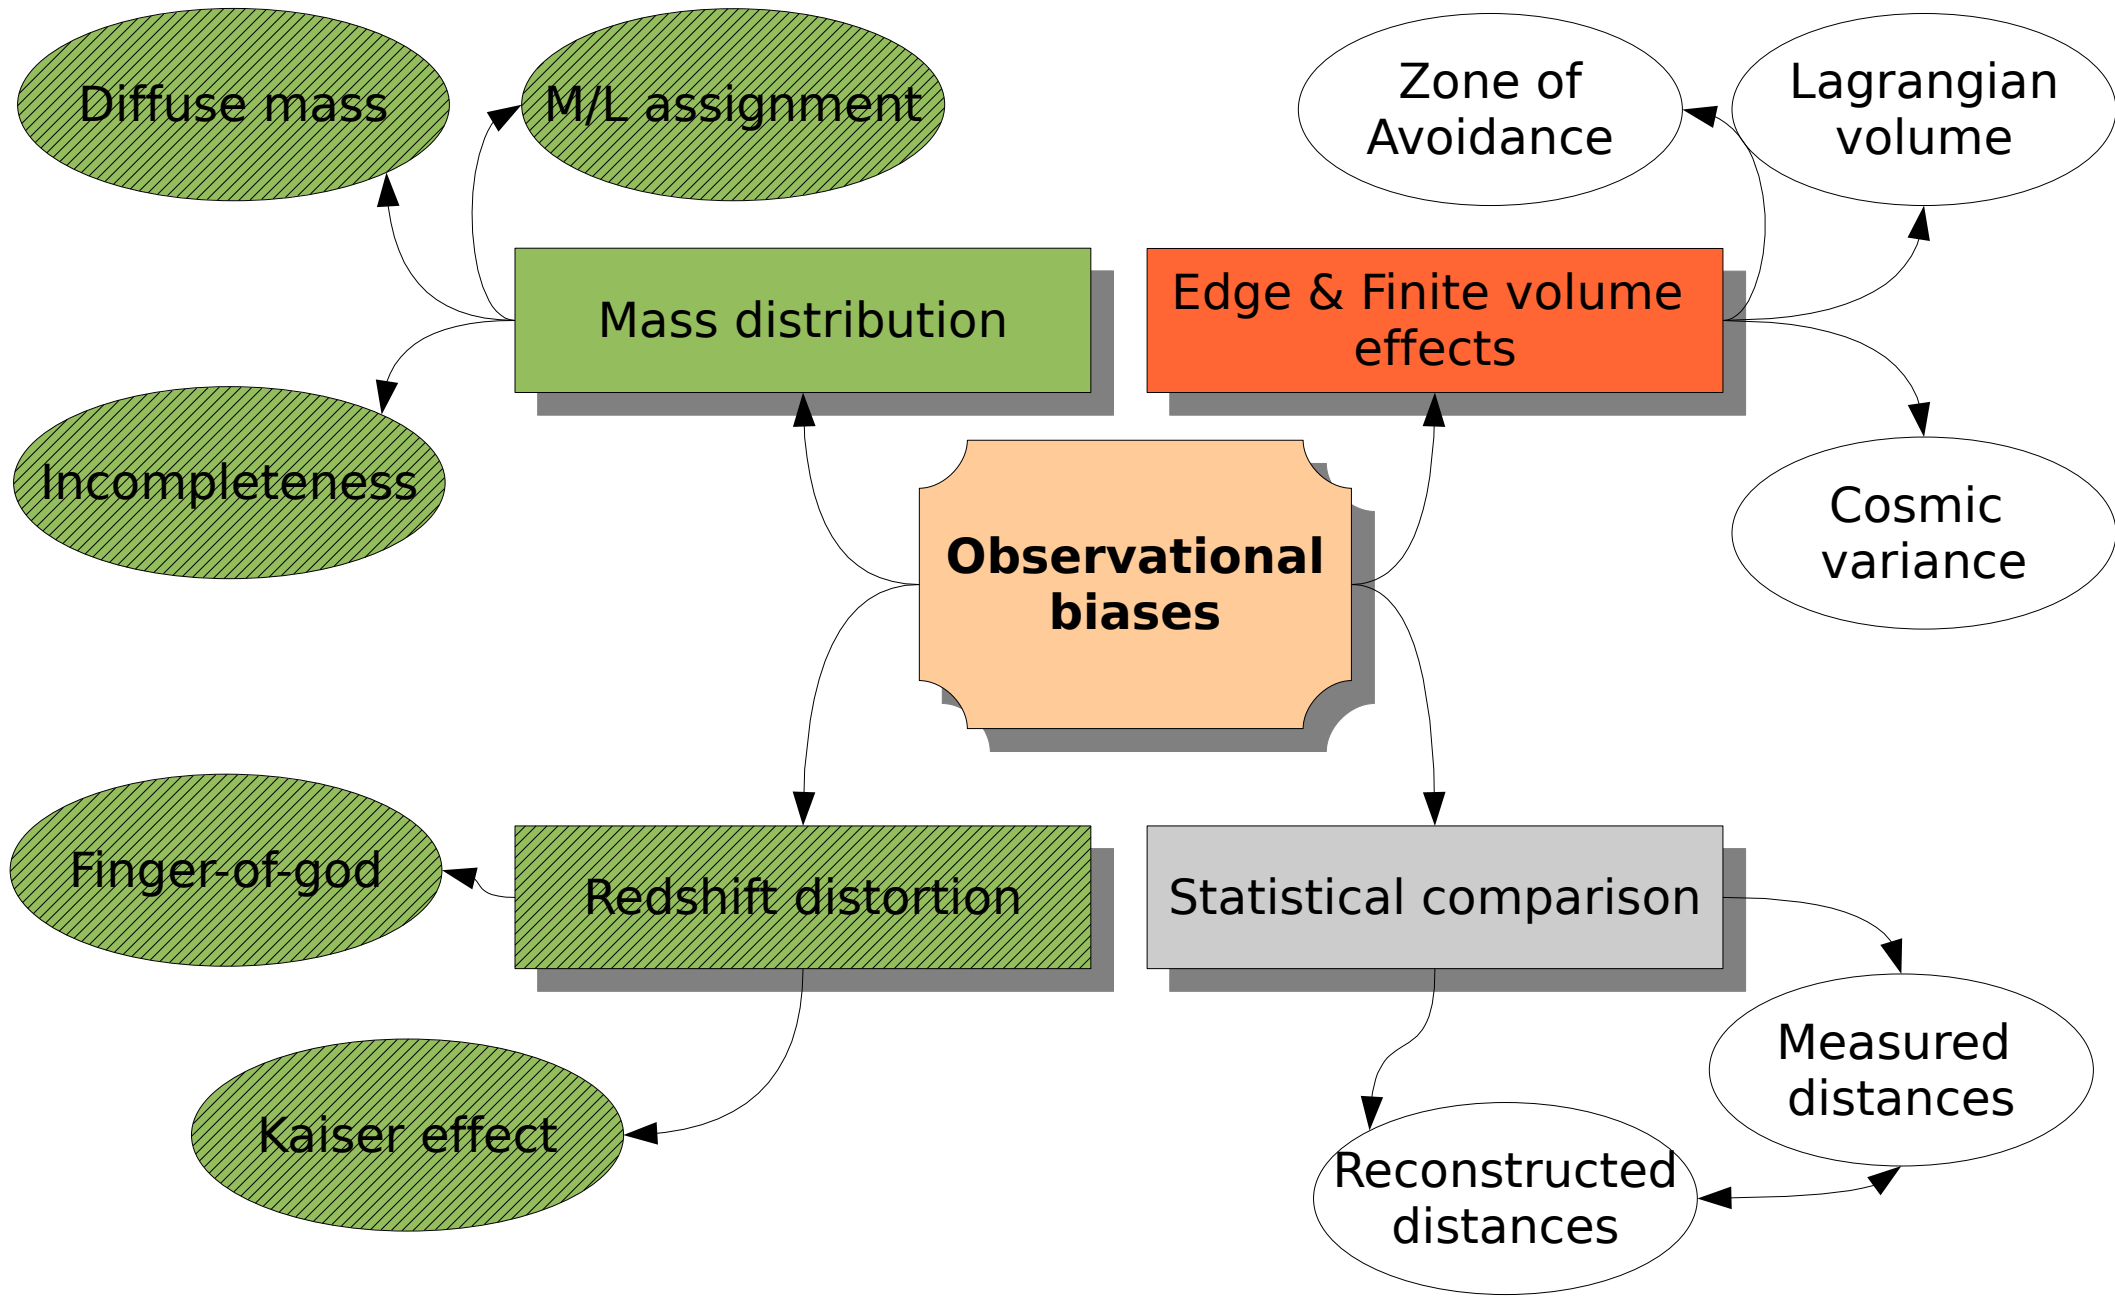 Diffuse mass
M/L assignment
Zone of
Avoidance
Lagrangian
volume
Mass distribution
Edge & Finite volume
effects
Incompleteness
Cosmic
variance
Observational
biases
Finger-of-god
Redshift distortion
Statistical comparison
Kaiser effect
Measured
distances
Reconstructed
distances